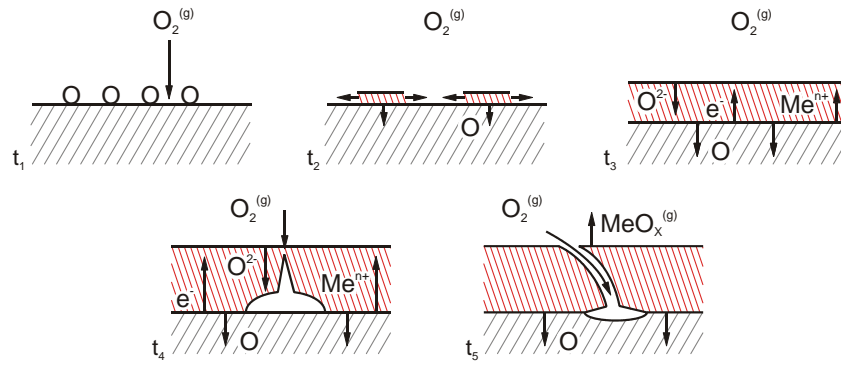 O₂⁽ᵍ⁾
O O O O
t₁
O₂⁽ᵍ⁾
O
t₂
O₂⁽ᵍ⁾
O²⁻ e⁻ Meⁿ⁺
O
t₃
O₂⁽ᵍ⁾
O²⁻
e⁻ Meⁿ⁺
O
t₄
O₂⁽ᵍ⁾ MeOₓ⁽ᵍ⁾
O
t₅